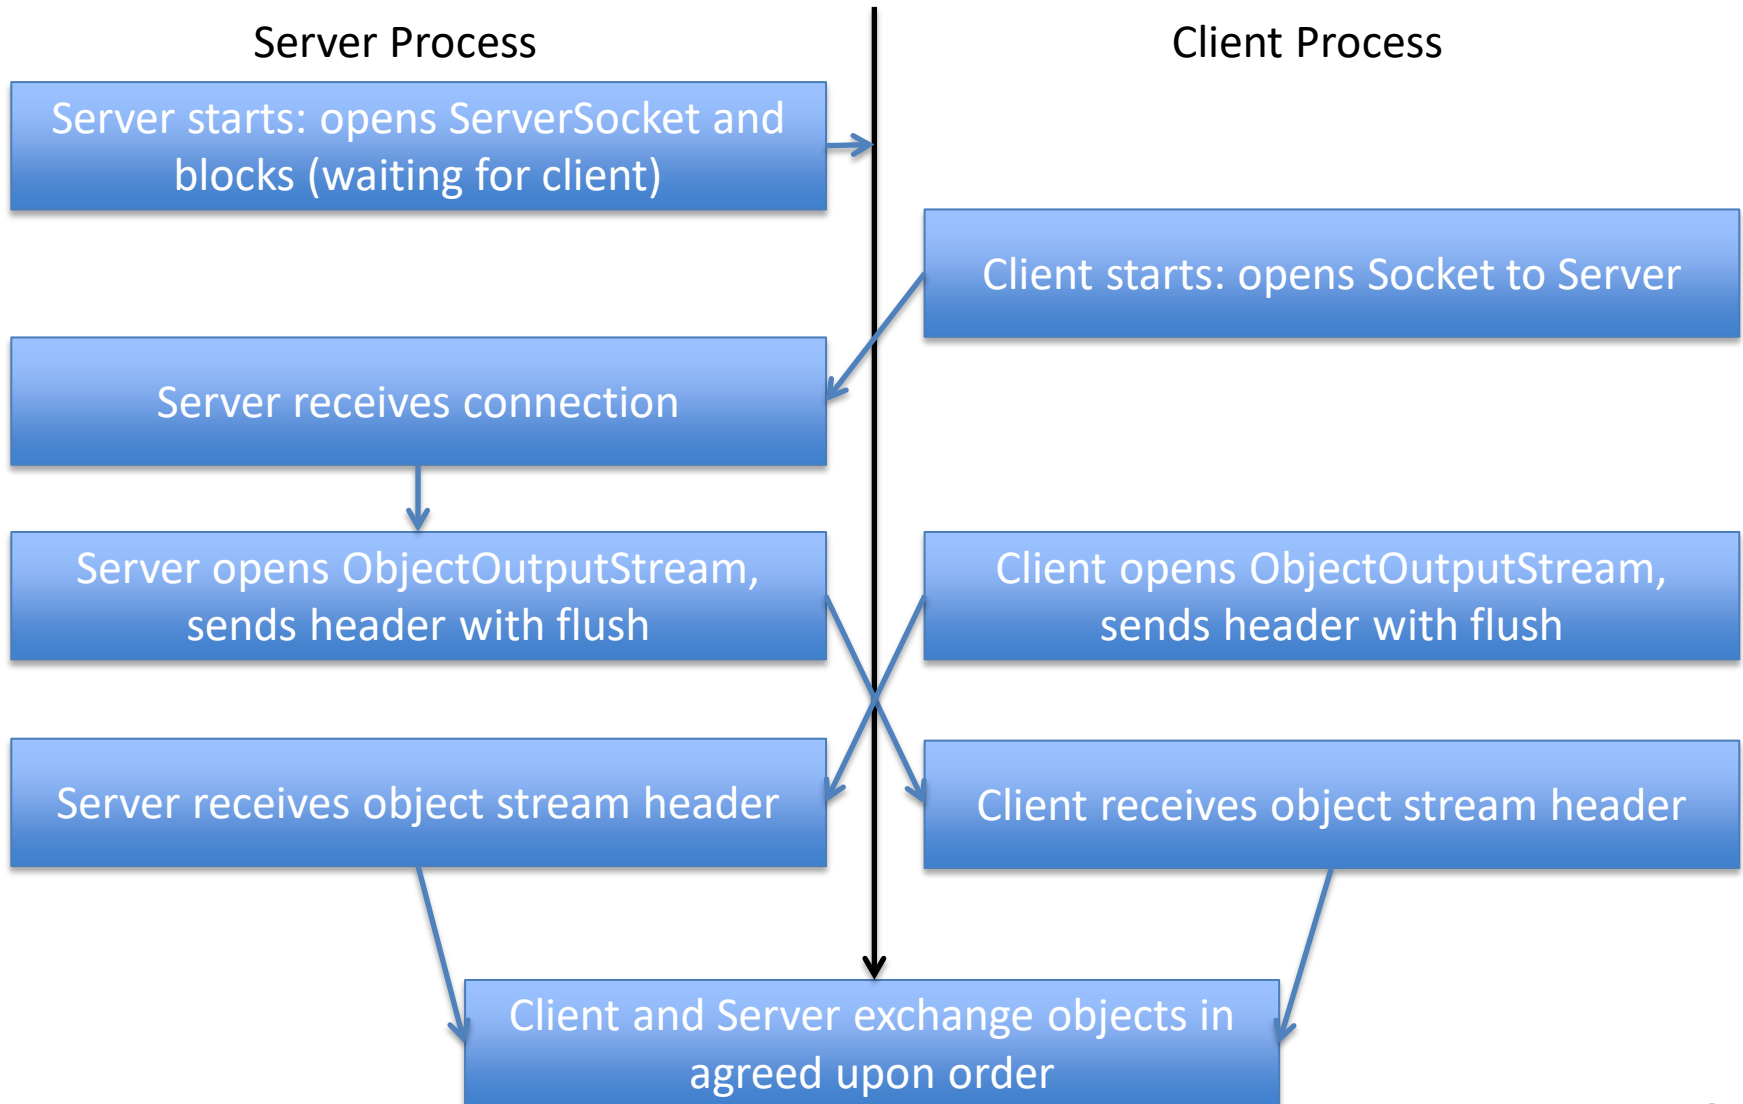 Server Process
Client Process
Server starts: opens ServerSocket and
blocks (waiting for client)
Client starts: opens Socket to Server
Server receives connection
Server opens ObjectOutputStream,
sends header with flush
Client opens ObjectOutputStream,
sends header with flush
Server receives object stream header
Client receives object stream header
Client and Server exchange objects in
agreed upon order